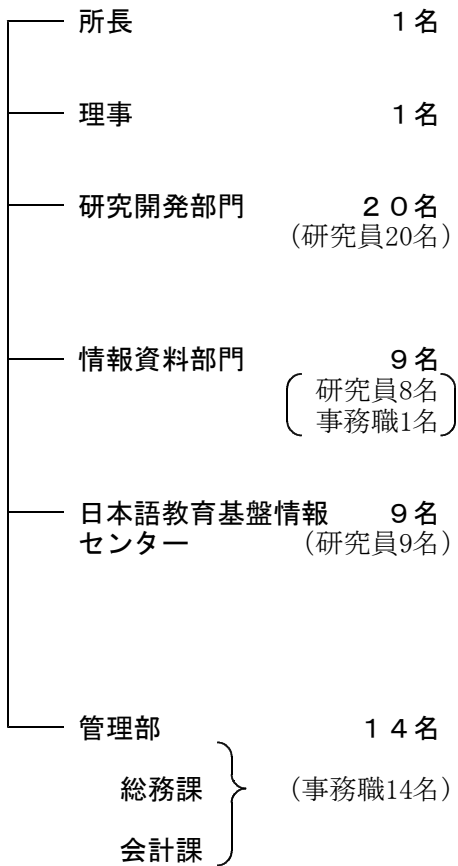 所長　１名
理事　１名
研究開発部門　２０名
（研究員20名）
情報資料部門　９名
研究員8名
事務職1名
日本語教育基盤情報　９名
センター　（研究員9名）
管理部　１４名
総務課　（事務職14名）
会計課